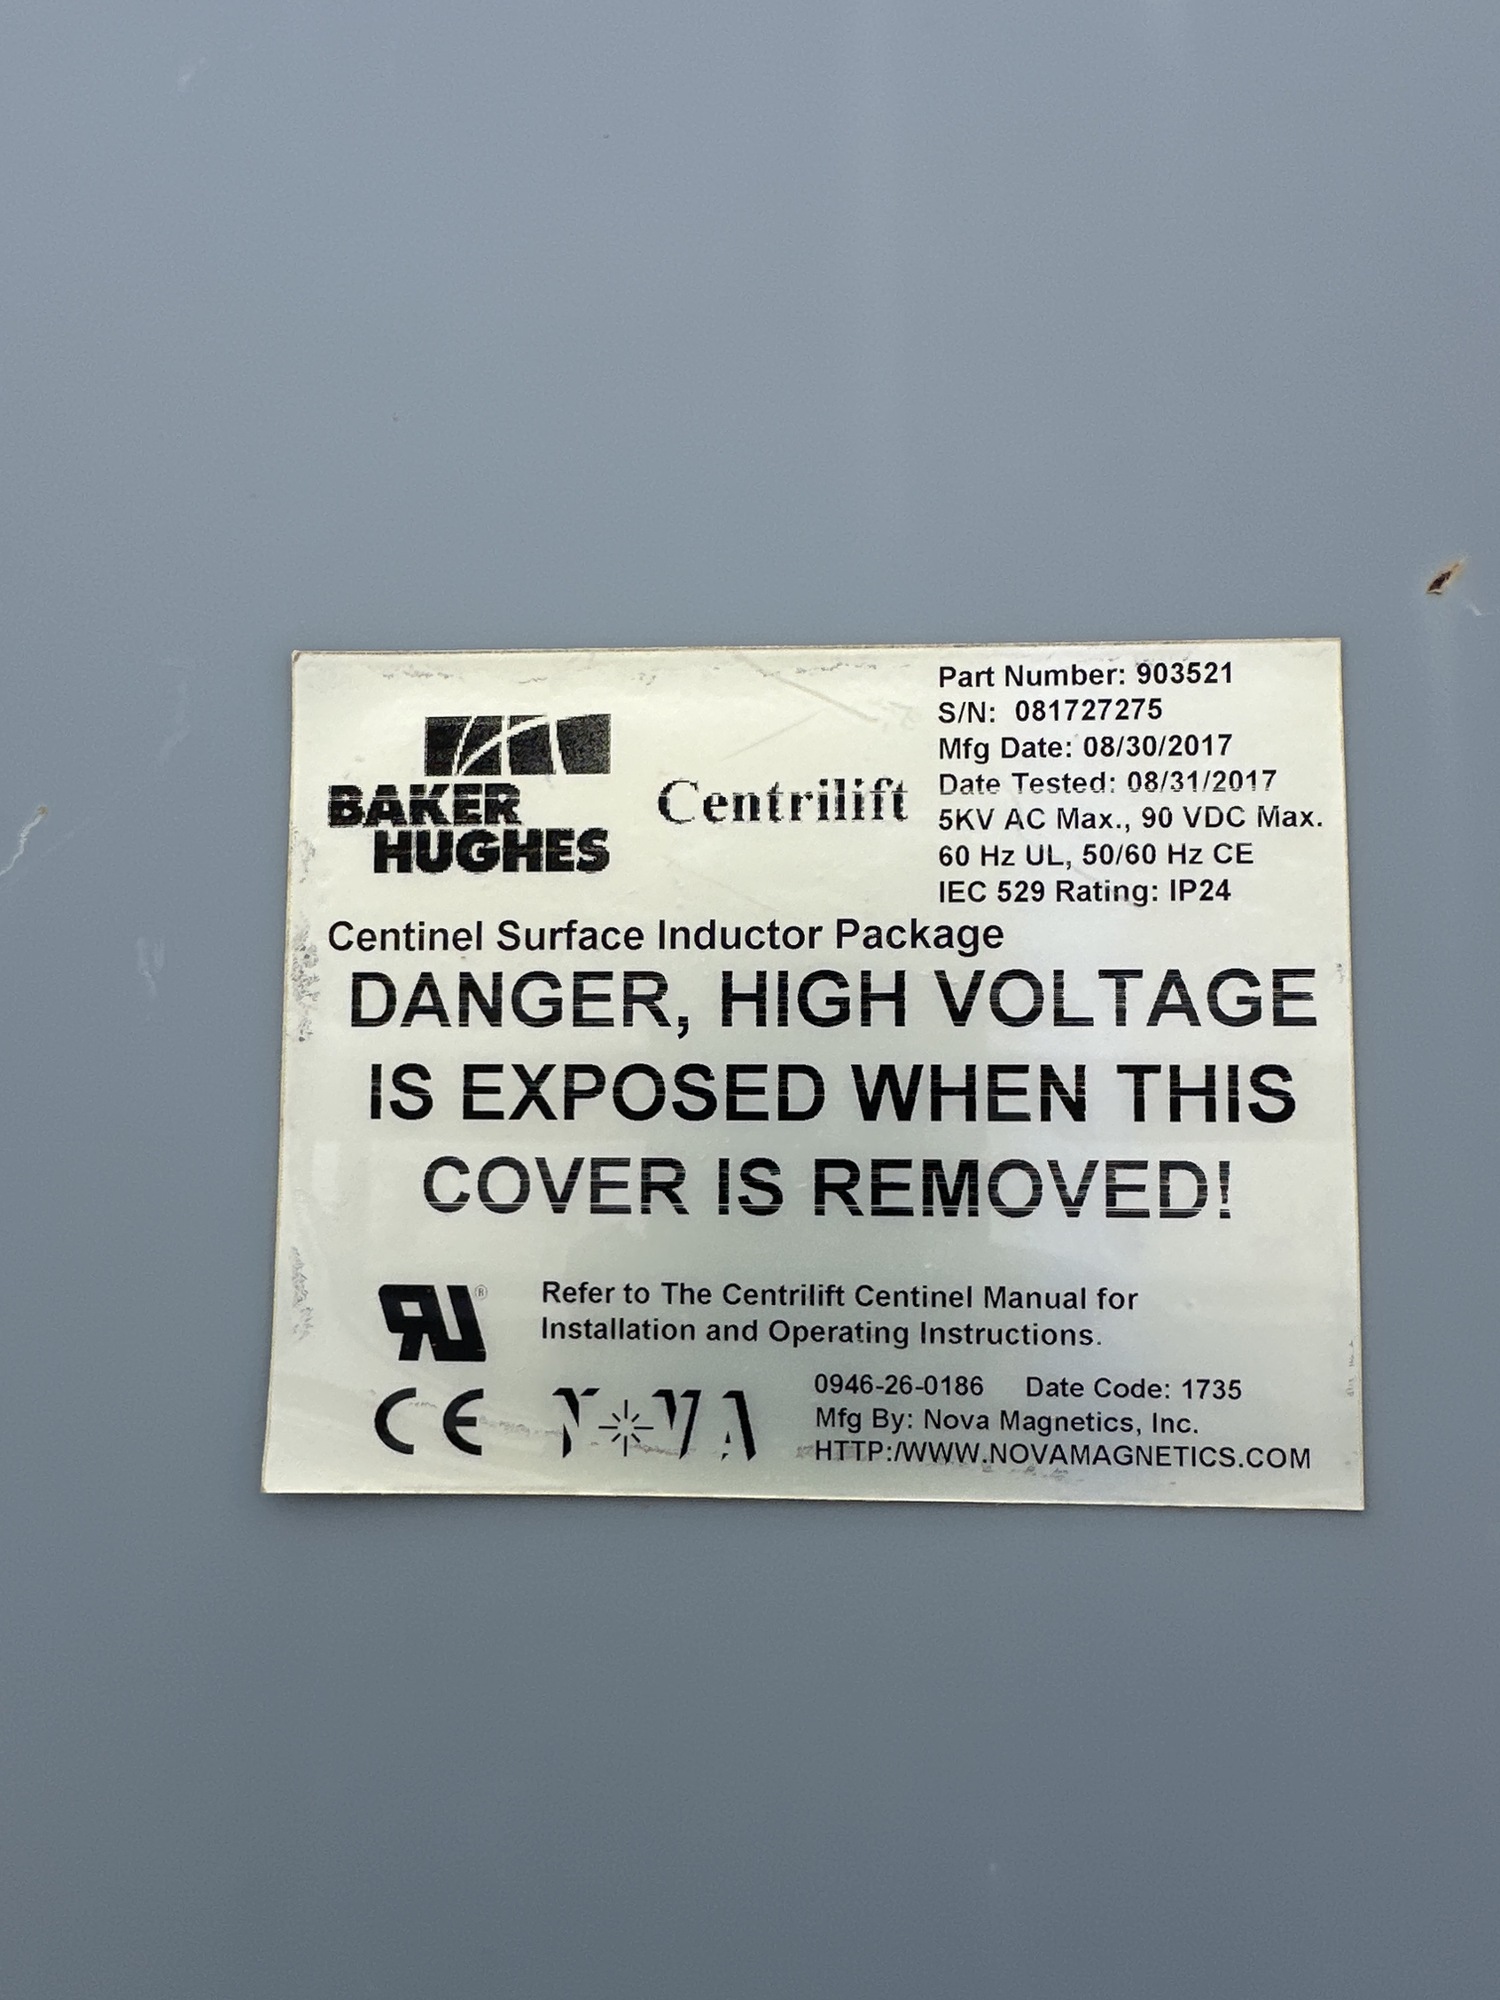 BAKER
HUGHES
Centrilift
Part Number: 903521
S/N: 081727275
Mfg Date: 08/30/2017
Date Tested: 08/31/2017
5KV AC Max., 90 VDC Max.
60 Hz UL, 50/60 Hz CE
IEC 529 Rating: IP24
Centinel Surface Inductor Package
DANGER, HIGH VOLTAGE
IS EXPOSED WHEN THIS
COVER IS REMOVED!
RU®
Refer to The Centrilift Centinel Manual for
Installation and Operating Instructions.
CE
NOVA
0946-26-0186 Date Code: 1735
Mfg By: Nova Magnetics, Inc.
HTTP:/WWW.NOVAMAGNETICS.COM